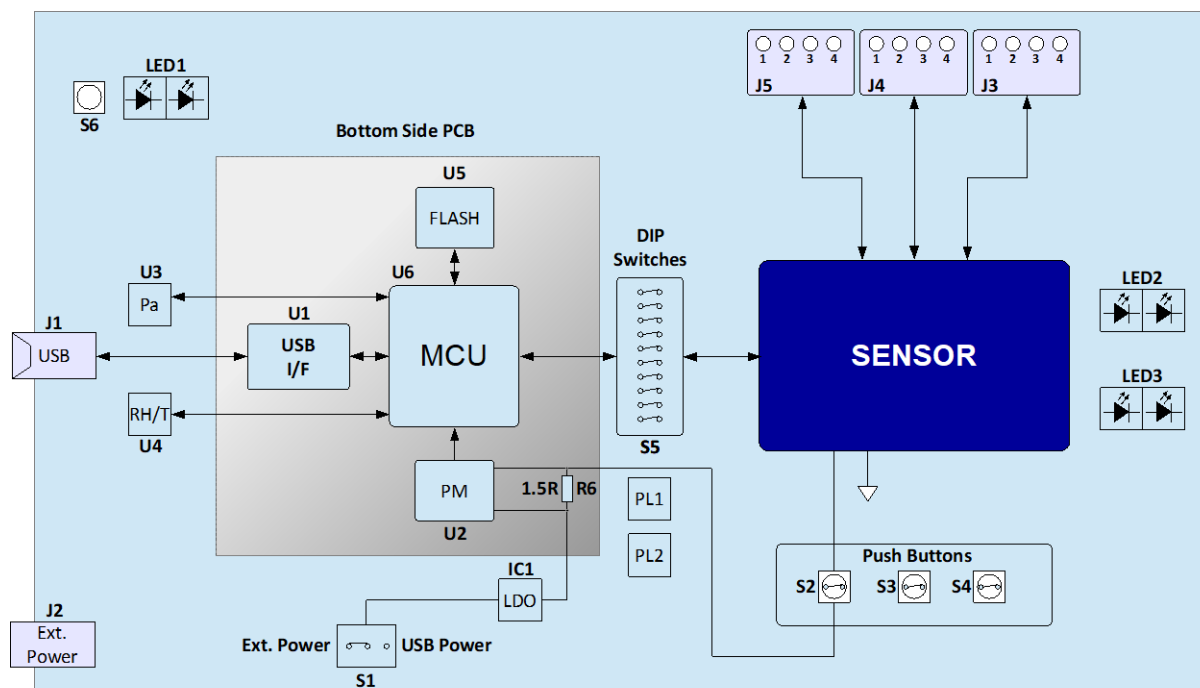 1 2 3 4
J5
1 2 3 4
J4
1 2 3 4
J3
LED1
S6
Bottom Side PCB
U5
FLASH
DIP
Switches
U3
Pa
U6
MCU
U1
USB
I/F
J1
USB
SENSOR
LED2
LED3
RH/T
U4
S5
PM
U2
1.5R
R6
PL1
PL2
Push Buttons
S2
S3
S4
IC1
LDO
J2
Ext.
Power
Ext. Power
USB Power
S1